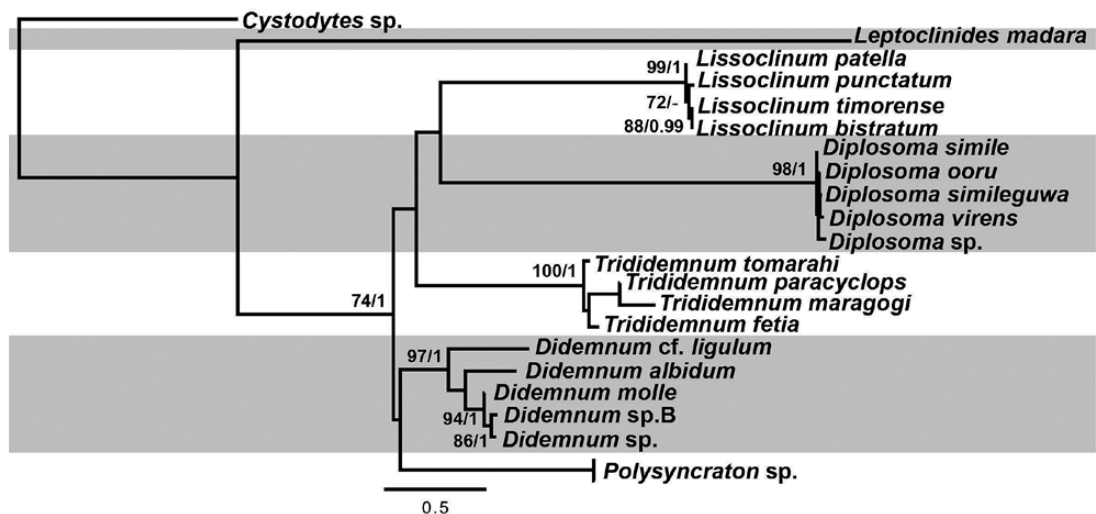 Cystodytes sp.
Leptoclinides madara
Lissoclinum patella
99/1
Lissoclinum punctatum
72/-
Lissoclinum timorense
88/0.99
Lissoclinum bistratum
Diplosoma simile
98/1
Diplosoma ooru
Diplosoma simileguwa
Diplosoma virens
Diplosoma sp.
Trididemnum tomarahi
100/1
Trididemnum paracyclops
Trididemnum maragogi
74/1
Trididemnum fetia
Didemnum cf. ligulum
97/1
Didemnum albidum
Didemnum molle
94/1
Didemnum sp.B
86/1
Didemnum sp.
Polysyncraton sp.
0.5